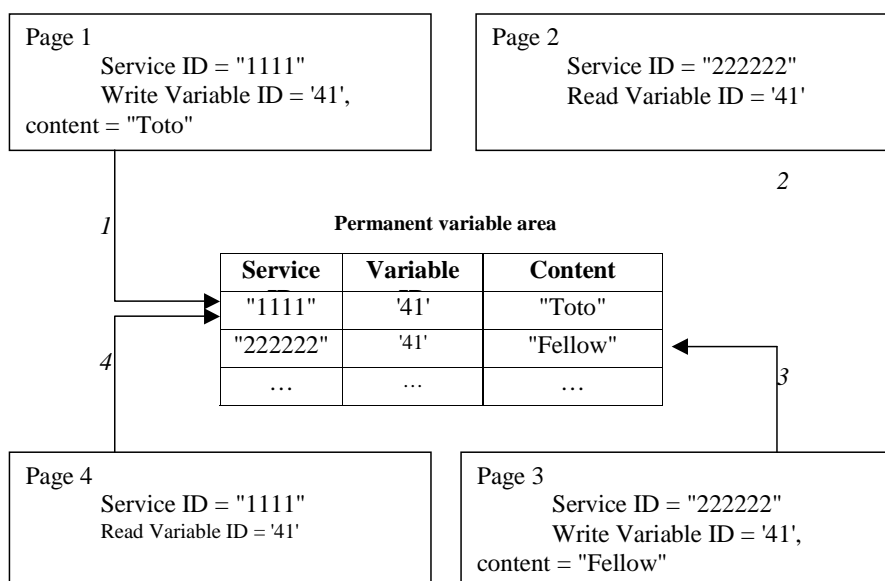 Page 1
Service ID = "1111"
Write Variable ID = '41',
content = "Toto"
Page 2
Service ID = "222222"
Read Variable ID = '41'
2
1
Permanent variable area
Service Variable Content
"1111" '41' "Toto"
"222222" '41' "Fellow"
… … …
4
3
Page 4
Service ID = "1111"
Read Variable ID = '41'
Page 3
Service ID = "222222"
Write Variable ID = '41',
content = "Fellow"